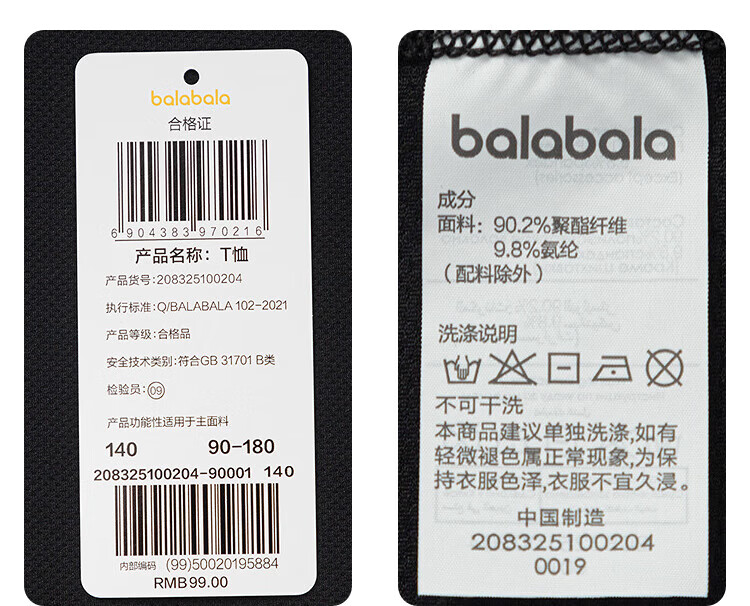 balabala
合格证
6904383970216
产品名称：T恤
产品货号：208325100204
执行标准：Q/BALABALA 102-2021
产品等级：合格品
安全技术类别：符合GB 31701 B类
检验员：09
产品功能性适用于主面料
140 90-180
208325100204-90001 140
内部编码 (99)50020195884
RMB99.00
balabala
成分
面料：90.2%聚酯纤维
9.8%氨纶
（配料除外）
洗涤说明
不可干洗
本商品建议单独洗涤,如有
轻微褪色属正常现象,为保
持衣服色泽,衣服不宜久浸。
中国制造
208325100204
0019